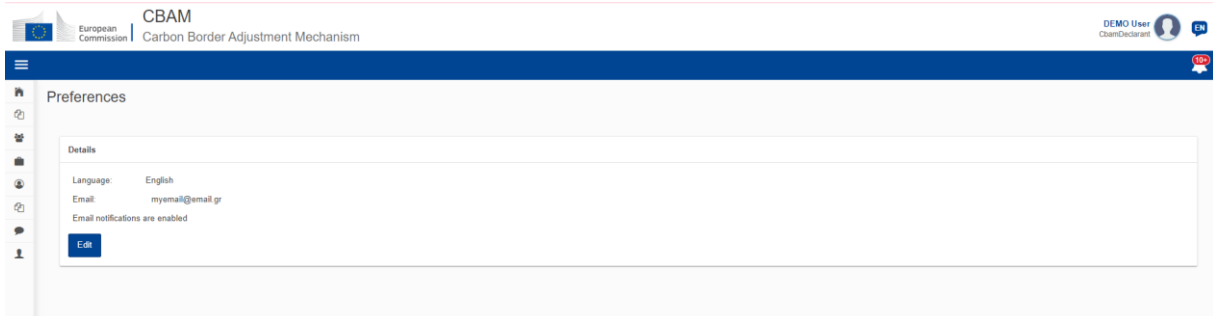 European
Commission
CBAM
Carbon Border Adjustment Mechanism
DEMO User
CbamDeclarant
EN
10+
Preferences
Details
Language: English
Email: myemail@email.gr
Email notifications are enabled
Edit